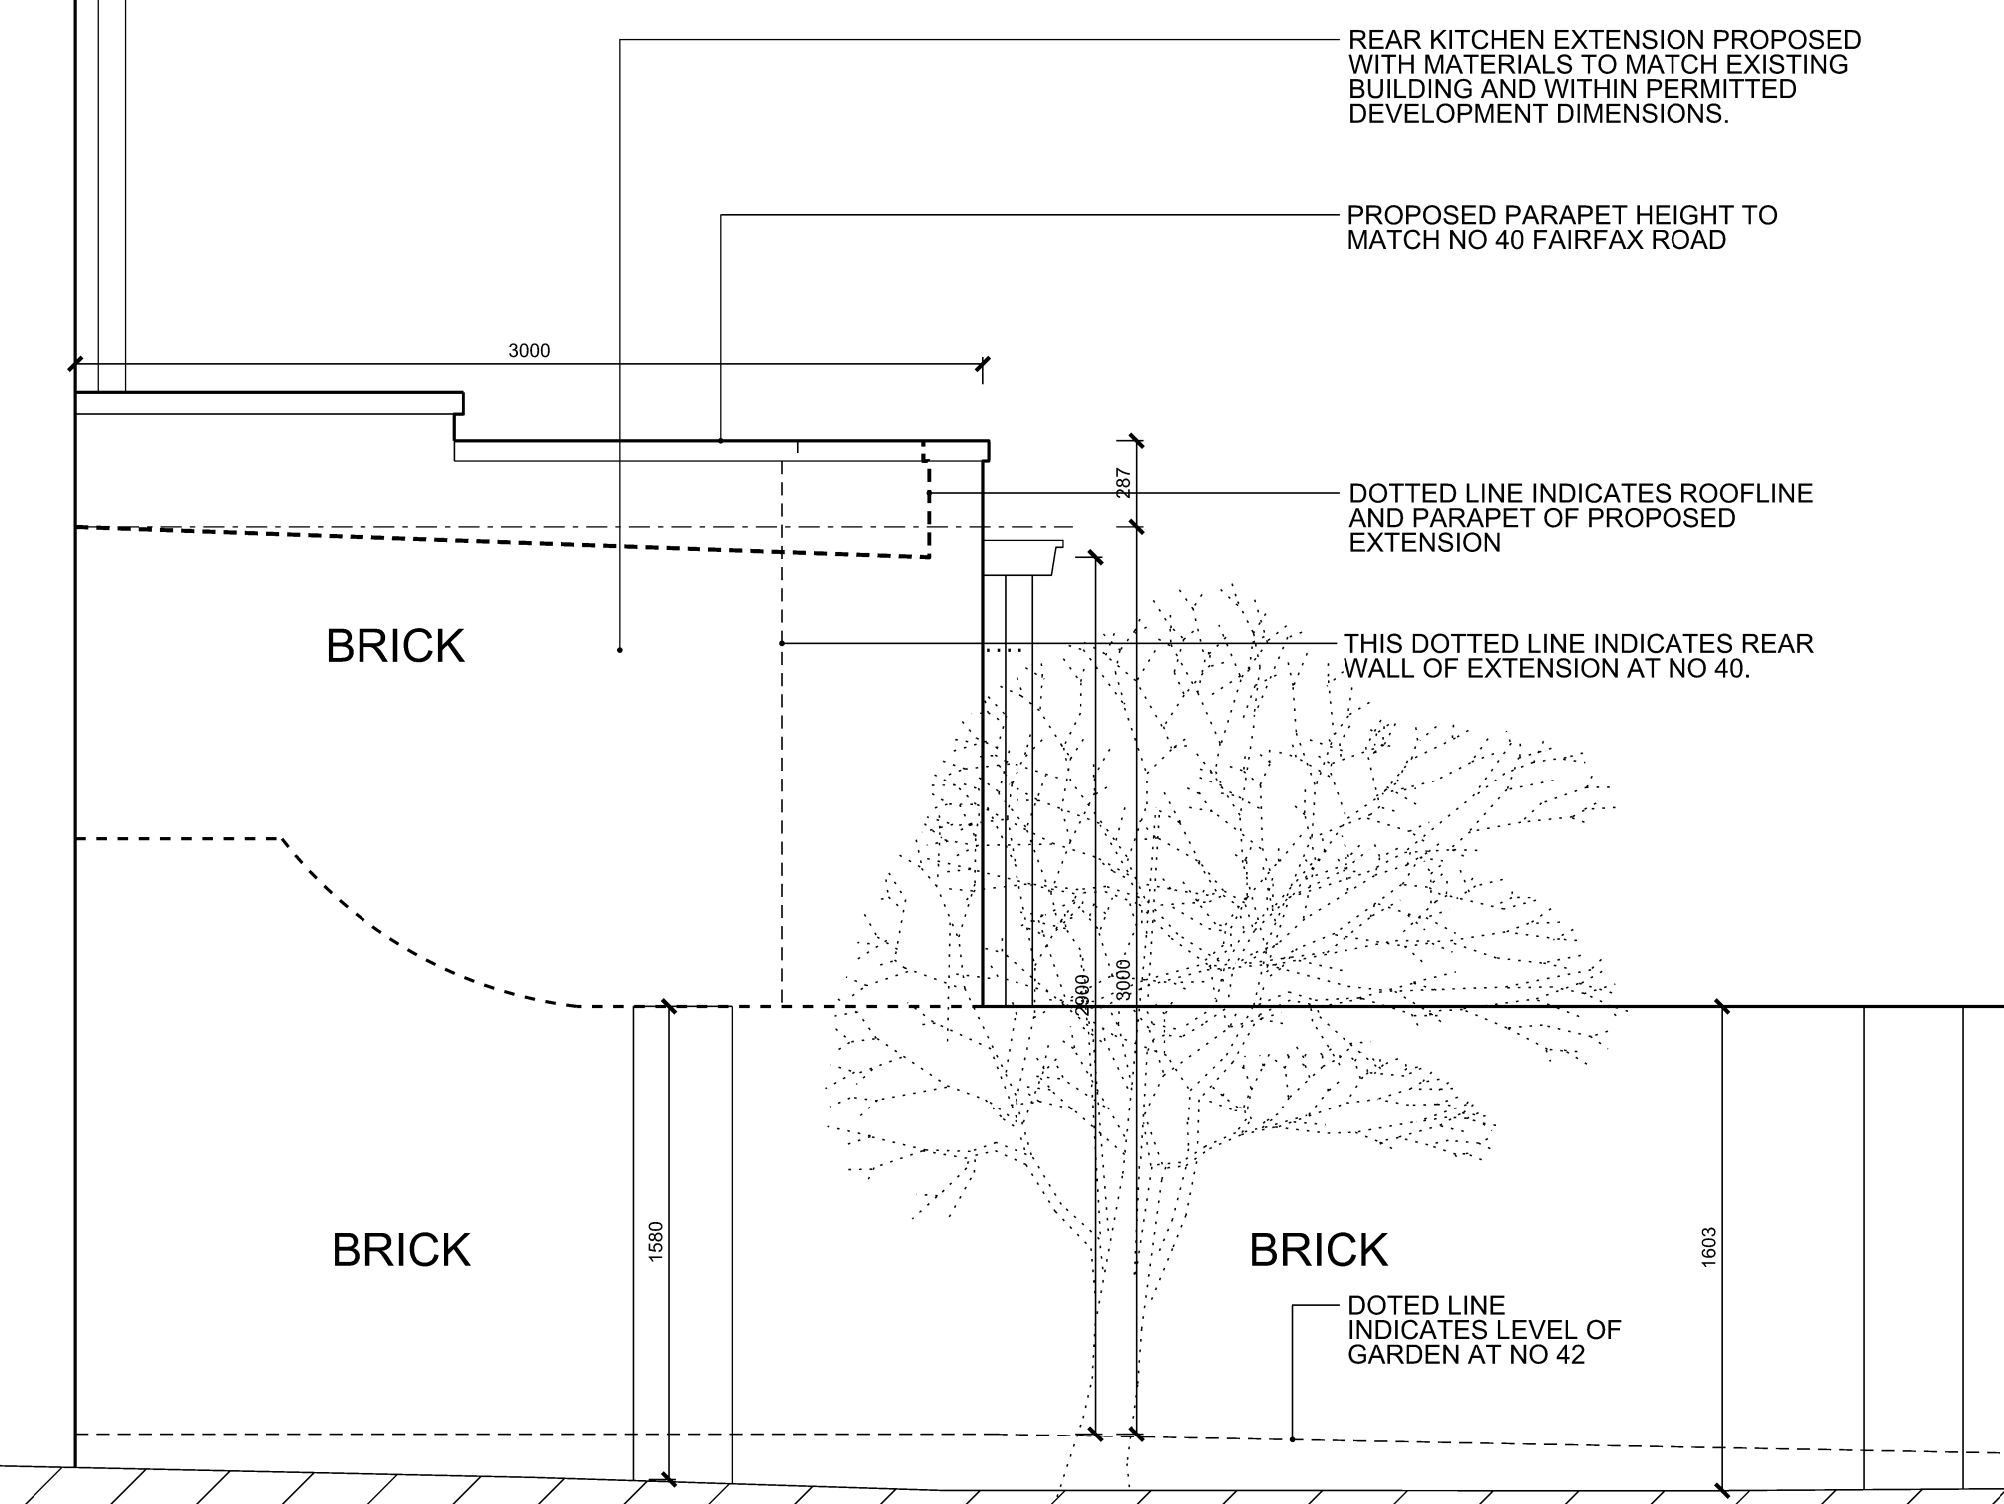 REAR KITCHEN EXTENSION PROPOSED
WITH MATERIALS TO MATCH EXISTING
BUILDING AND WITHIN PERMITTED
DEVELOPMENT DIMENSIONS.
PROPOSED PARAPET HEIGHT TO
MATCH NO 40 FAIRFAX ROAD
3000
287
DOTTED LINE INDICATES ROOFLINE
AND PARAPET OF PROPOSED
EXTENSION
BRICK
THIS DOTTED LINE INDICATES REAR
WALL OF EXTENSION AT NO 40.
2900
3000
BRICK
1580
BRICK
1603
DOTED LINE
INDICATES LEVEL OF
GARDEN AT NO 42